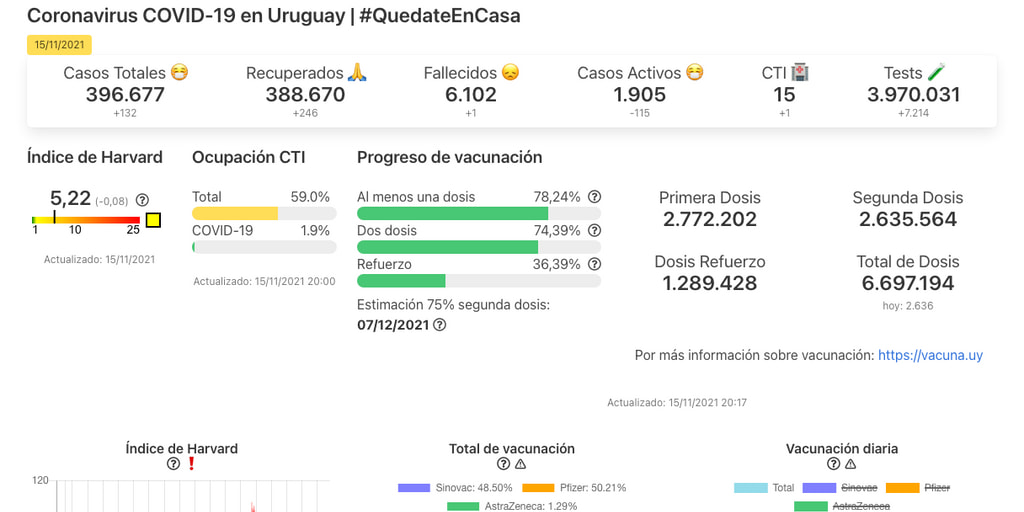 Coronavirus COVID-19 en Uruguay | #QuedateEnCasa
15/11/2021
Casos Totales 😷 Recuperados 🙏 Fallecidos 😞 Casos Activos 😷 CTI 🏥 Tests 🧪
396.677 388.670 6.102 1.905 15 3.970.031
+132 +246 +1 -115 +1 +7.214
Índice de Harvard Ocupación CTI Progreso de vacunación
5,22 (-0,08)
1 10 25
Actualizado: 15/11/2021
Total 59.0%
COVID-19 1.9%
Actualizado: 15/11/2021 20:00
Al menos una dosis 78,24%
Dos dosis 74,39%
Refuerzo 36,39%
Estimación 75% segunda dosis:
07/12/2021
Primera Dosis Segunda Dosis
2.772.202 2.635.564
Dosis Refuerzo Total de Dosis
1.289.428 6.697.194
hoy: 2.636
Por más información sobre vacunación: https://vacuna.uy
Actualizado: 15/11/2021 20:17
Índice de Harvard
❗
120
Total de vacunación
Sinovac: 48.50% Pfizer: 50.21%
AstraZeneca: 1.29%
Vacunación diaria
Total Sinovac Pfizer
AstraZeneca